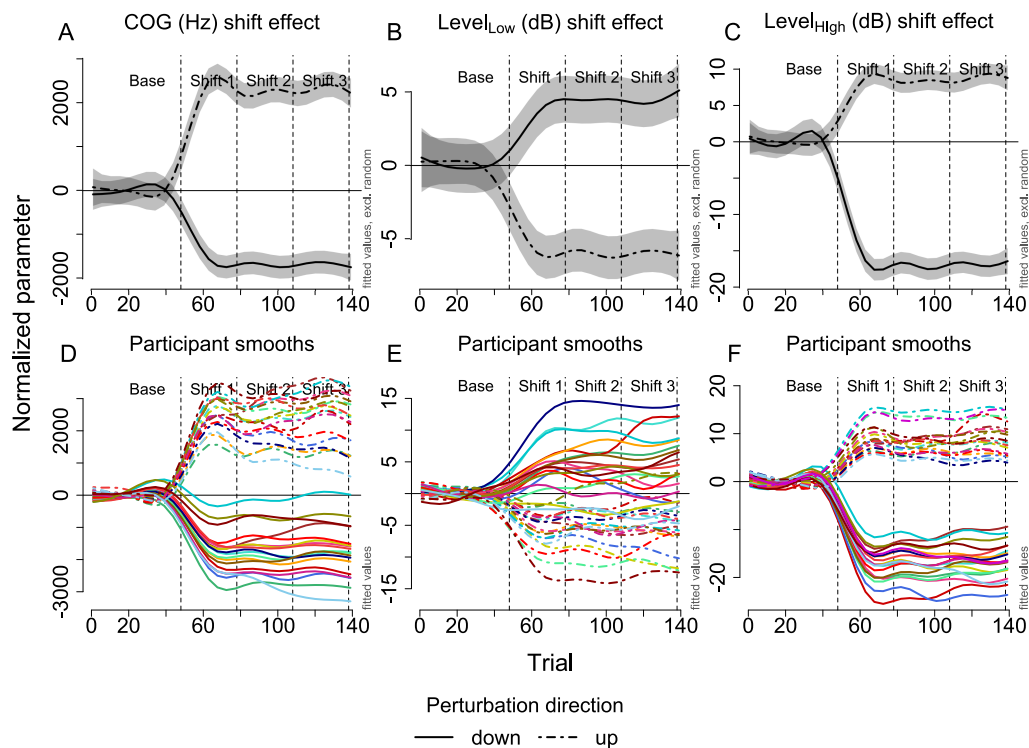 A COG (Hz) shift effect
B LevelLow (dB) shift effect
C LevelHIgh (dB) shift effect
Base Shift 1 Shift 2 Shift 3
Base Shift 1 Shift 2 Shift 3
Base Shift 1 Shift 2 Shift 3
2000
0
-2000
5
0
-5
10
5
0
-10
-20
fitted values, excl. random
fitted values, excl. random
fitted values, excl. random
0 20 60 100 140
0 20 60 100 140
0 20 60 100 140
Normalized parameter
D Participant smooths
E Participant smooths
F Participant smooths
Base Shift 1 Shift 2 Shift 3
Base Shift 1 Shift 2 Shift 3
Base Shift 1 Shift 2 Shift 3
2000
0
-3000
15
5
-5
-15
20
10
0
-20
fitted values
fitted values
fitted values
0 20 60 100 140
0 20 60 100 140
0 20 60 100 140
Trial
Perturbation direction
down up